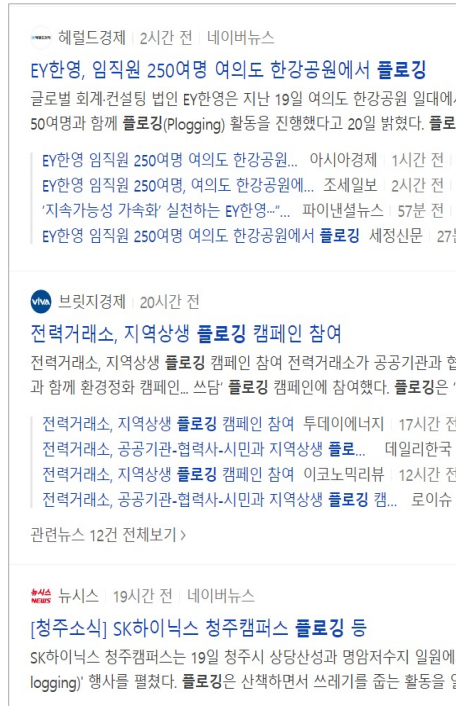 헤럴드경제 2시간 전 네이버뉴스
EY한영, 임직원 250여명 여의도 한강공원에서 플로깅
글로벌 회계·컨설팅 법인 EY한영은 지난 19일 여의도 한강공원 일대에서
50여명과 함께 플로깅(Plogging) 활동을 진행했다고 20일 밝혔다. 플로
EY한영 임직원 250여명 여의도 한강공원... 아시아경제 1시간 전
EY한영 임직원 250여명, 여의도 한강공원에... 조세일보 2시간 전
'지속가능성 가속화' 실천하는 EY한영…"... 파이낸셜뉴스 57분 전
EY한영 임직원 250여명 여의도 한강공원에서 플로깅 세정신문 27분
VIVA 브릿지경제 20시간 전
전력거래소, 지역상생 플로깅 캠페인 참여
전력거래소, 지역상생 플로깅 캠페인 참여 전력거래소가 공공기관과 협
과 함께 환경정화 캠페인... 쓰담' 플로깅 캠페인에 참여했다. 플로깅은 '
전력거래소, 지역상생 플로깅 캠페인 참여 투데이에너지 17시간 전
전력거래소, 공공기관-협력사-시민과 지역상생 플로... 데일리한국
전력거래소, 지역상생 플로깅 캠페인 참여 이코노믹리뷰 12시간 전
전력거래소, 공공기관-협력사-시민과 지역상생 플로깅 캠... 로이슈
관련뉴스 12건 전체보기 >
뉴시스 NEWS 뉴시스 19시간 전 네이버뉴스
[청주소식] SK하이닉스 청주캠퍼스 플로깅 등
SK하이닉스 청주캠퍼스는 19일 청주시 상당산성과 명암저수지 일원에
logging)' 행사를 펼쳤다. 플로깅은 산책하면서 쓰레기를 줍는 활동을